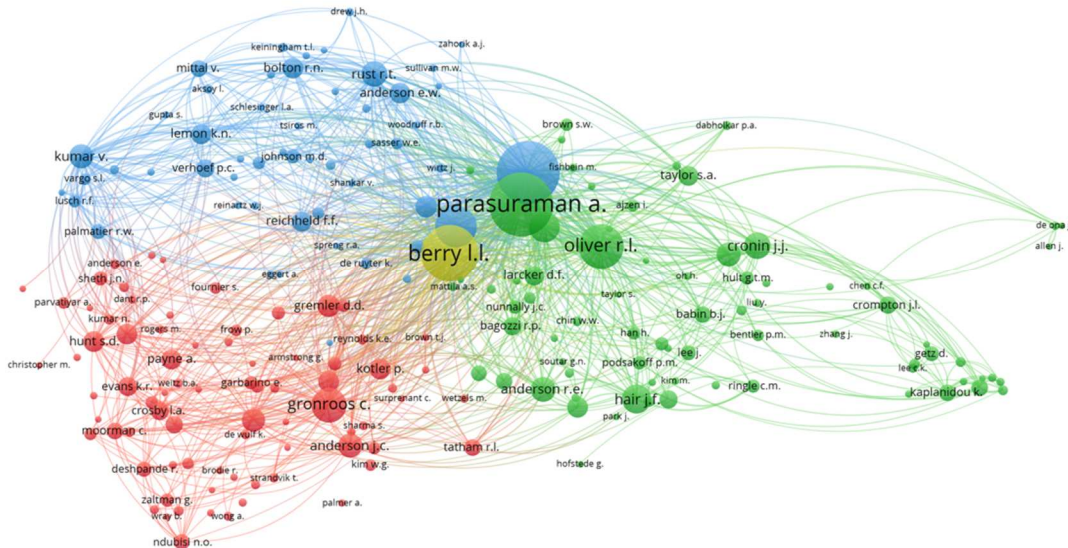 drew j.h.
keiningham t.l.
zahorik a.j.
mittal v.
bolton r.n.
rust r.t.
sullivan m.w.
aksoy l.
anderson e.w.
gupta s.
schlesinger l.a.
tsiros m.
woodruff r.b.
brown s.w.
dabholkar p.a.
lemon k.n.
sasser w.e.
kumar v.
verhoef p.c.
johnson m.d.
wirtz j.
fishbein m.
vargo s.l.
shankar v.
taylor s.a.
lusch r.f.
reinartz w.j.
parasuraman a.
ajzen i.
reichheld f.f.
palmatier r.w.
spreng r.a.
berry l.l.
oliver r.l.
cronin j.j.
allen j.
anderson e.
de ruyter k.
sheth j.n.
eggert a.
larcker d.f.
oh h.
hult g.t.m.
fournier s.
mattila a.s.
chen c.f.
parvatiyar a.
dant r.p.
gremler d.d.
nunnally j.c.
taylor s.
liu y.
crompton j.l.
kumar n.
babin b.j.
rogers m.
frow p.
bagozzi r.p.
chin w.w.
han h.
bentler p.m.
zhang j.
hunt s.d.
reynolds k.e.
brown t.j.
christopher m.
payne a.
armstrong g.
kotler p.
soutar g.n.
podsakoff p.m.
lee j.
getz d.
lee c.k.
evans k.r.
weitz b.a.
garbarino e.
anderson r.e.
kim m.
ringle c.m.
kaplanidou k.
crosby l.a.
gronroos c.
surprenant c.
wetzels m.
hair j.f.
park j.
moorman c.
de wulf k.
sharma s.
anderson j.c.
tatham r.l.
deshpande r.
brodie r.
strandvik t.
kim w.g.
hofstede g.
zaltman g.
wray b.
wong a.
palmer a.
ndubisi n.o.